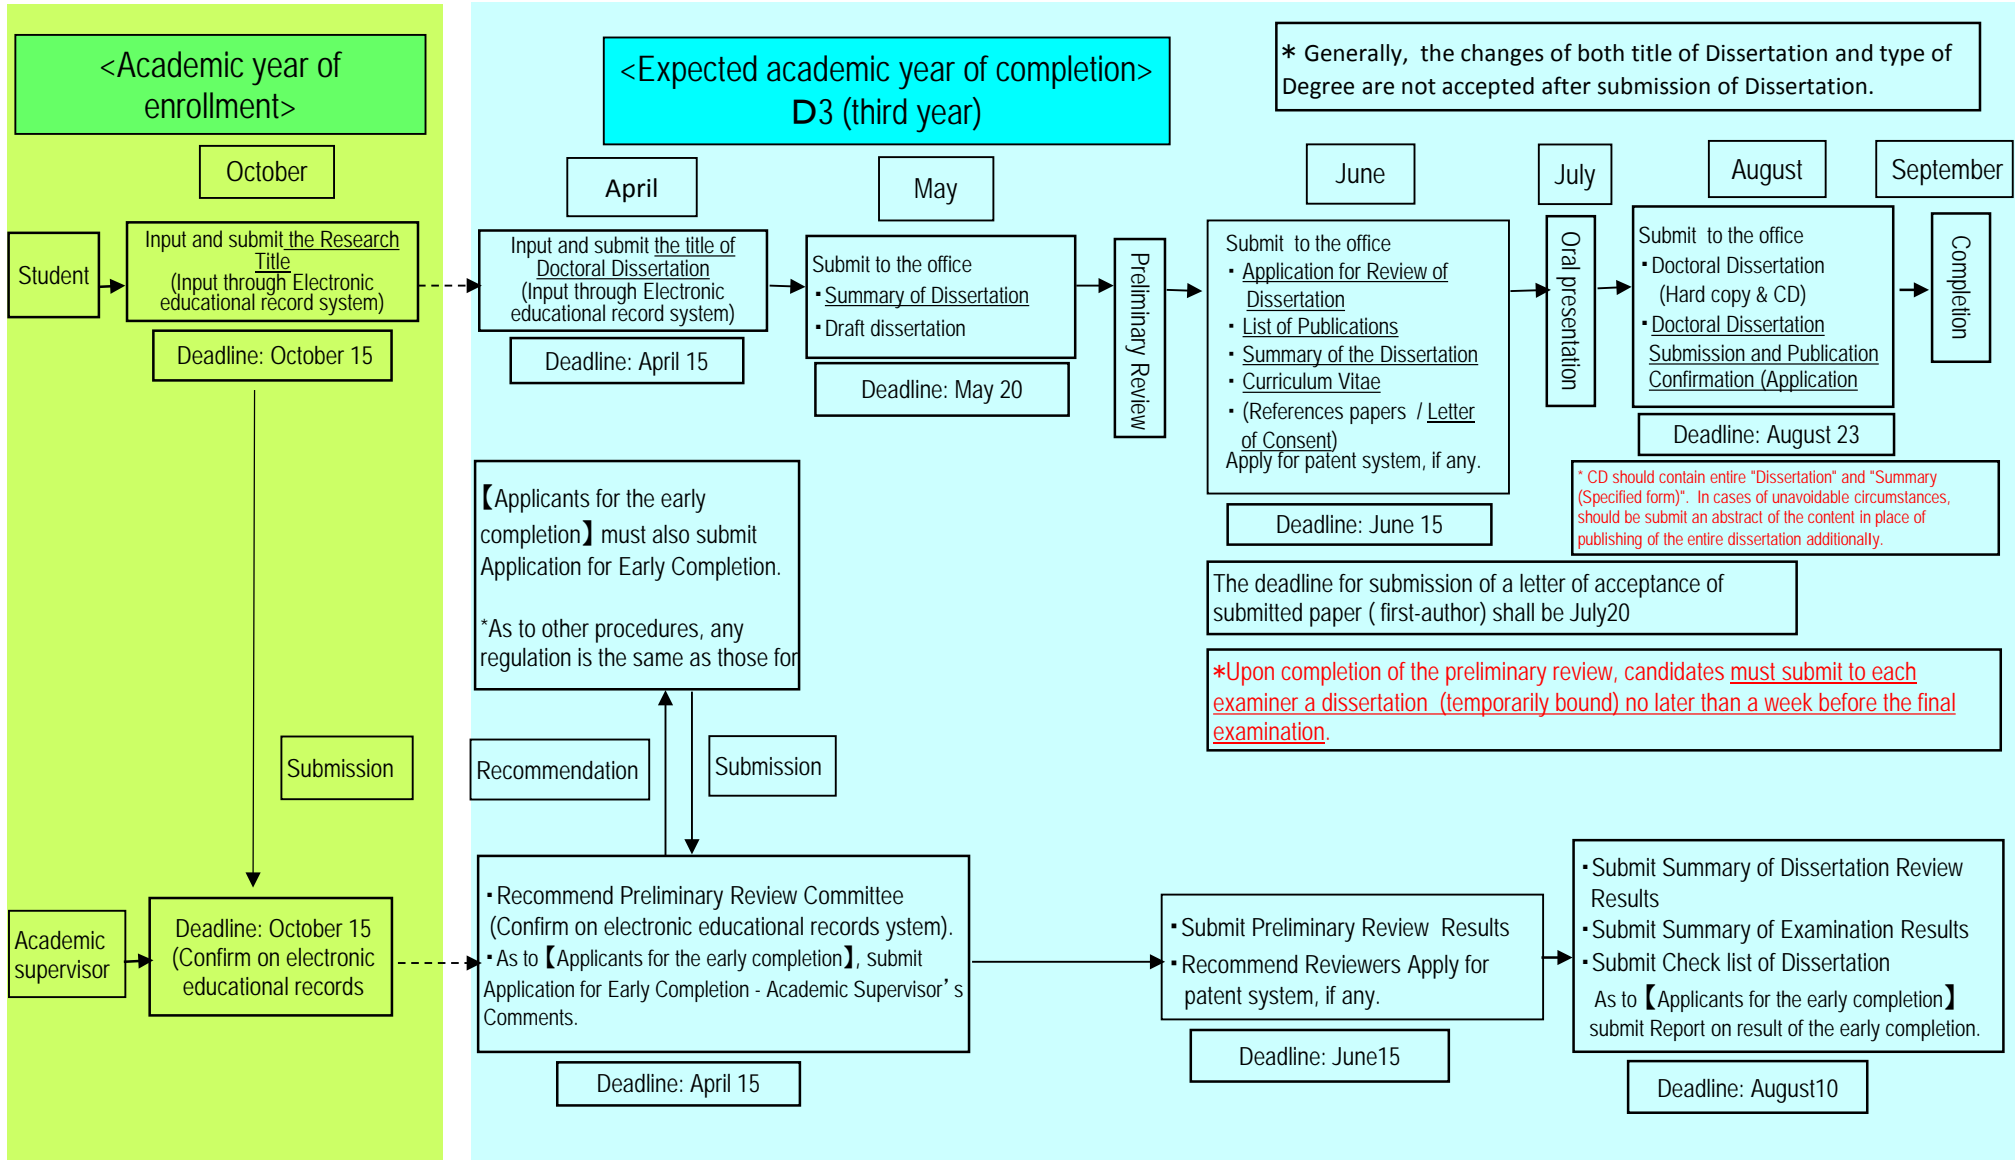 <Academic year of
enrollment>
<Expected academic year of completion>
D3 (third year)
* Generally, the changes of both title of Dissertation and type of
Degree are not accepted after submission of Dissertation.
October
April
May
June
July
August
September
Student
Input and submit the Research
Title
(Input through Electronic
educational record system)
Deadline: October 15
Input and submit the title of
Doctoral Dissertation
(Input through Electronic
educational record system)
Deadline: April 15
Submit to the office
・Summary of Dissertation
・Draft dissertation
Deadline: May 20
Preliminary Review
Submit to the office
・Application for Review of
Dissertation
・List of Publications
・Summary of the Dissertation
・Curriculum Vitae
・(References papers / Letter
of Consent)
Apply for patent system, if any.
Deadline: June 15
Oral presentation
Submit to the office
・Doctoral Dissertation
(Hard copy & CD)
・Doctoral Dissertation
Submission and Publication
Confirmation (Application
Deadline: August 23
Completion
* CD should contain entire "Dissertation" and "Summary
(Specified form)". In cases of unavoidable circumstances,
should be submit an abstract of the content in place of
publishing of the entire dissertation additionally.
【Applicants for the early
completion】must also submit
Application for Early Completion.
*As to other procedures, any
regulation is the same as those for
The deadline for submission of a letter of acceptance of
submitted paper ( first-author) shall be July20
*Upon completion of the preliminary review, candidates must submit to each
examiner a dissertation (temporarily bound) no later than a week before the final
examination.
Submission
Recommendation
Submission
Academic
supervisor
Deadline: October 15
(Confirm on electronic
educational records
・Recommend Preliminary Review Committee
(Confirm on electronic educational records ystem).
・As to【Applicants for the early completion】, submit
Application for Early Completion - Academic Supervisor’s
Comments.
Deadline: April 15
・Submit Preliminary Review Results
・Recommend Reviewers Apply for
patent system, if any.
Deadline: June15
・Submit Summary of Dissertation Review
Results
・Submit Summary of Examination Results
・Submit Check list of Dissertation
As to【Applicants for the early completion】
submit Report on result of the early completion.
Deadline: August10